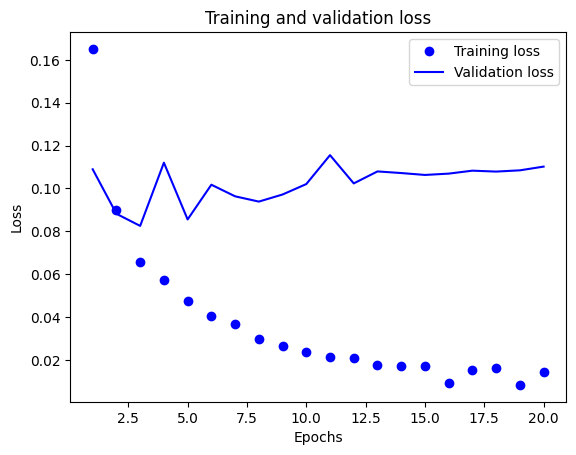 Training and validation loss
Training loss
Validation loss
0.16
0.14
0.12
0.10
0.08
0.06
0.04
0.02
Loss
2.5 5.0 7.5 10.0 12.5 15.0 17.5 20.0
Epochs